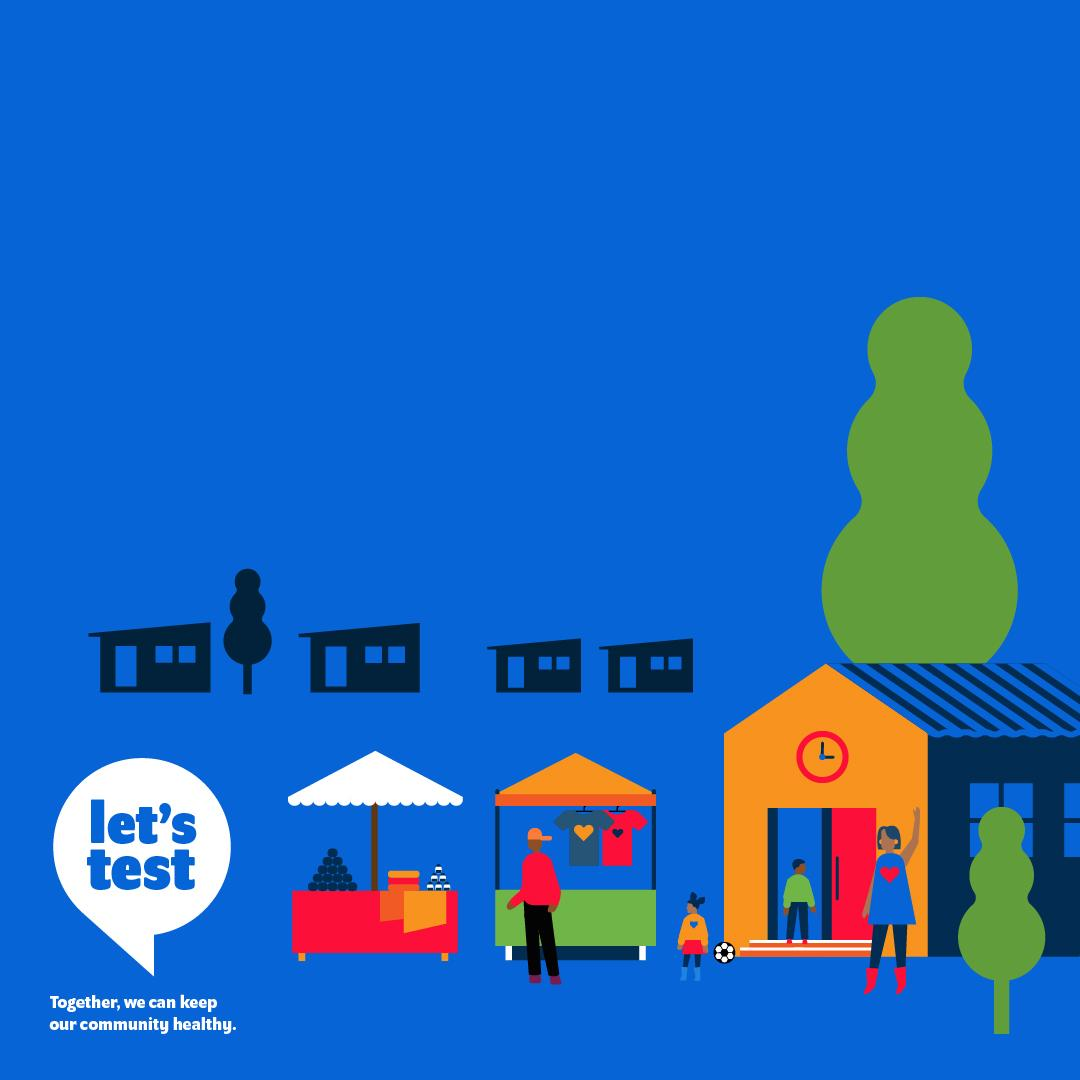 let's
test
Together, we can keep
our community healthy.